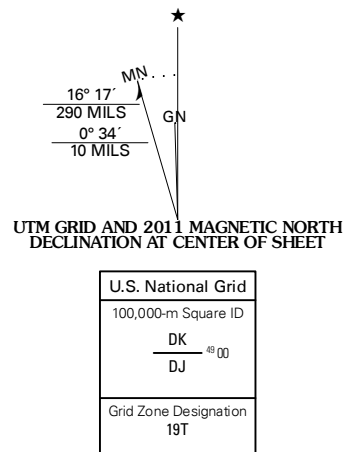 ★
MN
16° 17´
290 MILS
GN
0° 34´
10 MILS
UTM GRID AND 2011 MAGNETIC NORTH
DECLINATION AT CENTER OF SHEET
U.S. National Grid
100,000-m Square ID
DK
49 00
DJ
Grid Zone Designation
19T